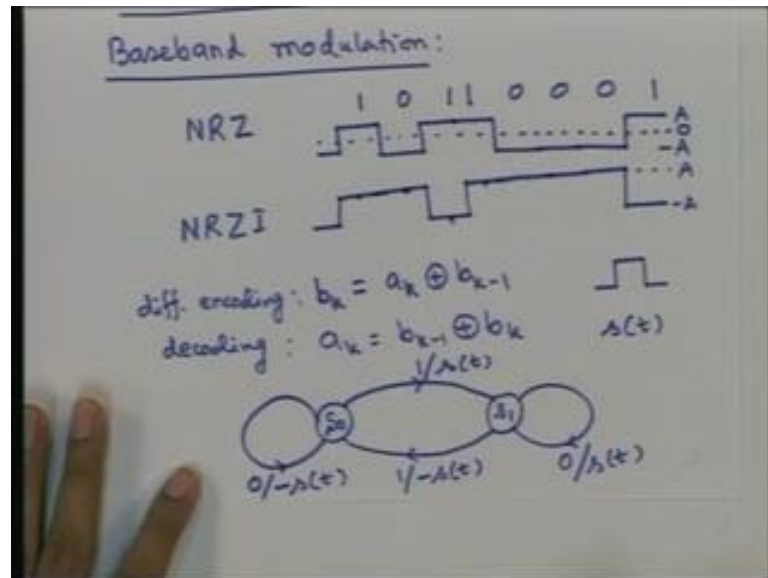 Baseband modulation:
1 0 1 1 0 0 0 1
NRZ
A
0
-A
NRZI
A
-A
diff. encoding: bₖ = aₖ ⊕ bₖ₋₁
decoding: aₖ = bₖ₋₁ ⊕ bₖ
s(t)
1/s(t)
S₀
S₁
0/-s(t)
1/-s(t)
0/s(t)